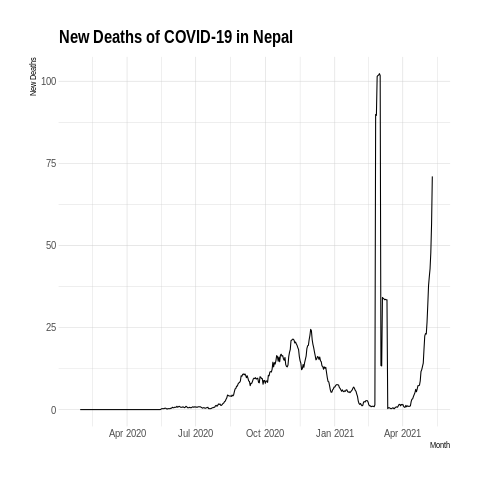 New Deaths of COVID-19 in Nepal
New Deaths
100
75
50
25
0
Apr 2020 Jul 2020 Oct 2020 Jan 2021 Apr 2021
Month